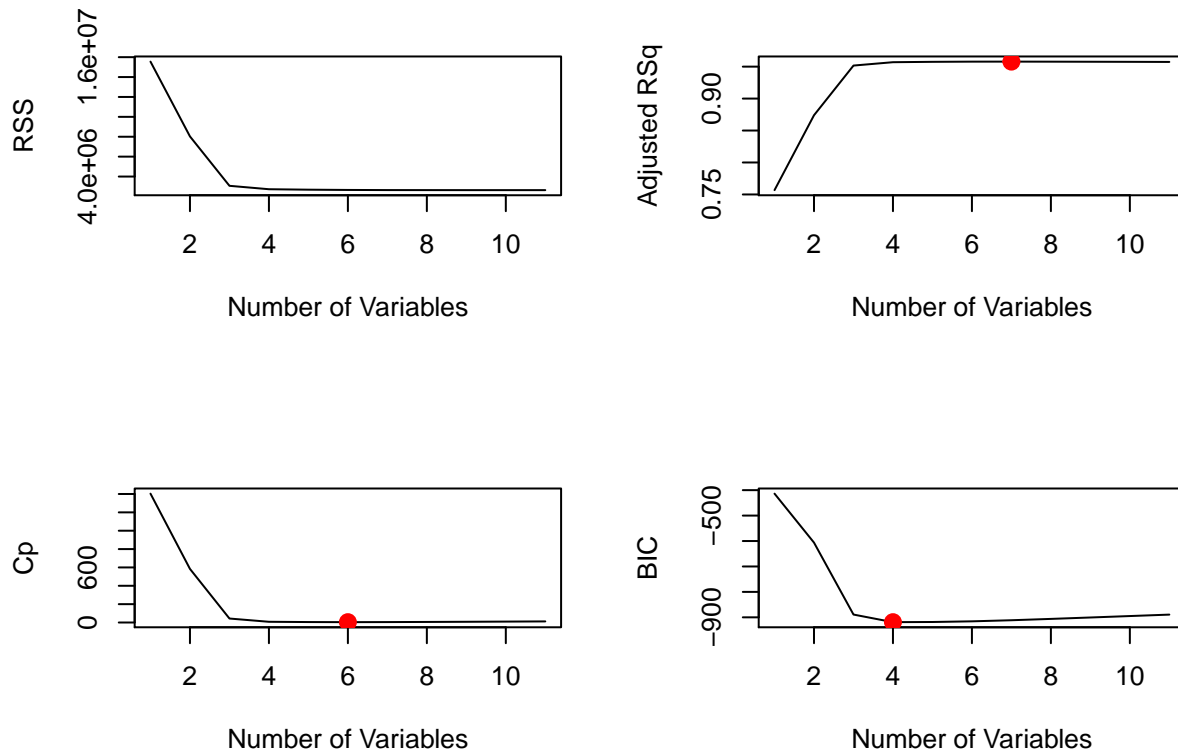 RSS
4.0e+06 1.6e+07
2 4 6 8 10
Number of Variables
Adjusted RSq
0.75 0.90
2 4 6 8 10
Number of Variables
Cp
0 600
2 4 6 8 10
Number of Variables
BIC
−900 −500
2 4 6 8 10
Number of Variables